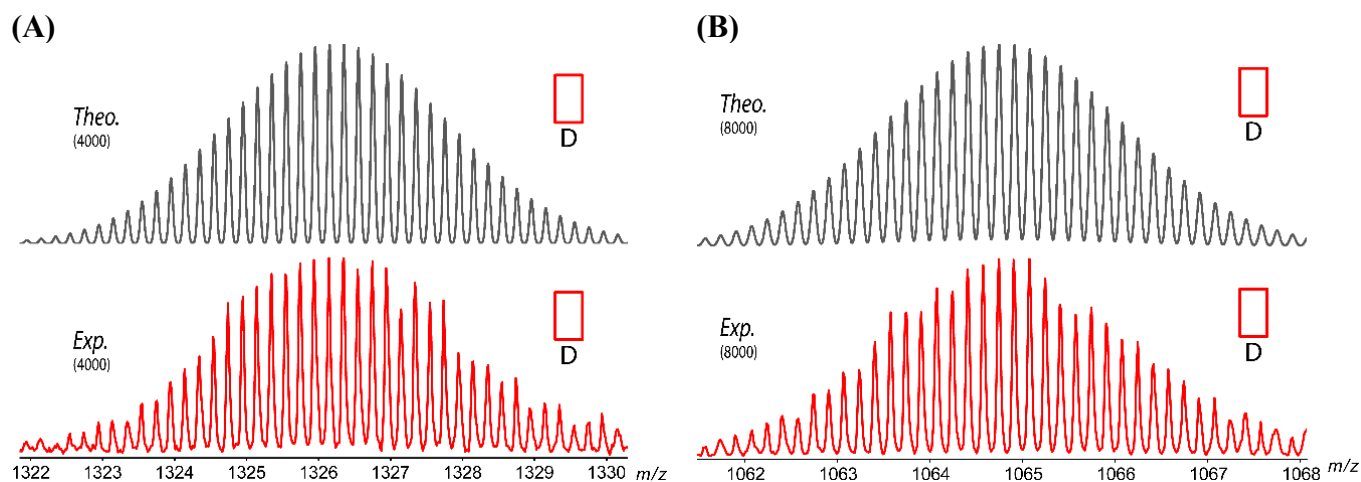 (A)
Theo.
(4000)
D
Exp.
(4000)
D
1322 1323 1324 1325 1326 1327 1328 1329 1330 m/z
(B)
Theo.
(8000)
D
Exp.
(8000)
D
1062 1063 1064 1065 1066 1067 1068 m/z